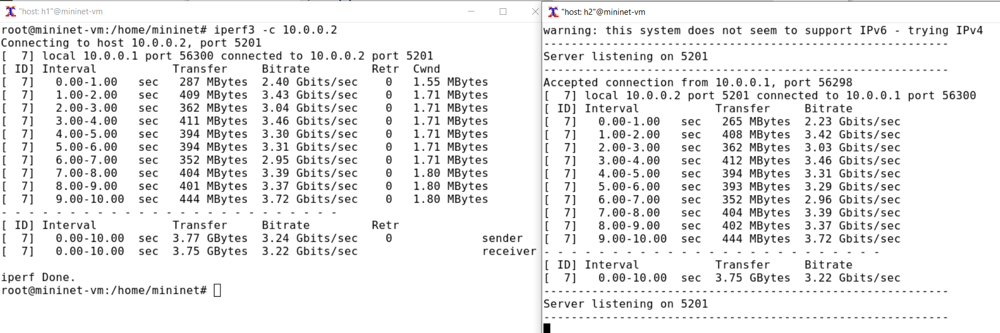 "host: h1"@mininet-vm
root@mininet-vm:/home/mininet# iperf3 -c 10.0.0.2
Connecting to host 10.0.0.2, port 5201
[  7] local 10.0.0.1 port 56300 connected to 10.0.0.2 port 5201
[ ID] Interval           Transfer     Bitrate         Retr  Cwnd
[  7]   0.00-1.00   sec   287 MBytes  2.40 Gbits/sec    0   1.55 MBytes
[  7]   1.00-2.00   sec   409 MBytes  3.43 Gbits/sec    0   1.71 MBytes
[  7]   2.00-3.00   sec   362 MBytes  3.04 Gbits/sec    0   1.71 MBytes
[  7]   3.00-4.00   sec   411 MBytes  3.46 Gbits/sec    0   1.71 MBytes
[  7]   4.00-5.00   sec   394 MBytes  3.30 Gbits/sec    0   1.71 MBytes
[  7]   5.00-6.00   sec   394 MBytes  3.31 Gbits/sec    0   1.71 MBytes
[  7]   6.00-7.00   sec   352 MBytes  2.95 Gbits/sec    0   1.71 MBytes
[  7]   7.00-8.00   sec   404 MBytes  3.39 Gbits/sec    0   1.80 MBytes
[  7]   8.00-9.00   sec   401 MBytes  3.37 Gbits/sec    0   1.80 MBytes
[  7]   9.00-10.00  sec   444 MBytes  3.72 Gbits/sec    0   1.80 MBytes
- - - - - - - - - - - - - - - - - - - - - - - - -
[ ID] Interval           Transfer     Bitrate         Retr
[  7]   0.00-10.00  sec  3.77 GBytes  3.24 Gbits/sec    0             sender
[  7]   0.00-10.00  sec  3.75 GBytes  3.22 Gbits/sec                  receiver
iperf Done.
root@mininet-vm:/home/mininet#
"host: h2"@mininet-vm
warning: this system does not seem to support IPv6 - trying IPv4
-----------------------------------------------------------
Server listening on 5201
-----------------------------------------------------------
Accepted connection from 10.0.0.1, port 56298
[  7] local 10.0.0.2 port 5201 connected to 10.0.0.1 port 56300
[ ID] Interval           Transfer     Bitrate
[  7]   0.00-1.00   sec   265 MBytes  2.23 Gbits/sec
[  7]   1.00-2.00   sec   408 MBytes  3.42 Gbits/sec
[  7]   2.00-3.00   sec   362 MBytes  3.03 Gbits/sec
[  7]   3.00-4.00   sec   412 MBytes  3.46 Gbits/sec
[  7]   4.00-5.00   sec   394 MBytes  3.31 Gbits/sec
[  7]   5.00-6.00   sec   393 MBytes  3.29 Gbits/sec
[  7]   6.00-7.00   sec   352 MBytes  2.96 Gbits/sec
[  7]   7.00-8.00   sec   404 MBytes  3.39 Gbits/sec
[  7]   8.00-9.00   sec   402 MBytes  3.37 Gbits/sec
[  7]   9.00-10.00  sec   444 MBytes  3.72 Gbits/sec
- - - - - - - - - - - - - - - - - - - - - - - - -
[ ID] Interval           Transfer     Bitrate
[  7]   0.00-10.00  sec  3.75 GBytes  3.22 Gbits/sec
-----------------------------------------------------------
Server listening on 5201
-----------------------------------------------------------